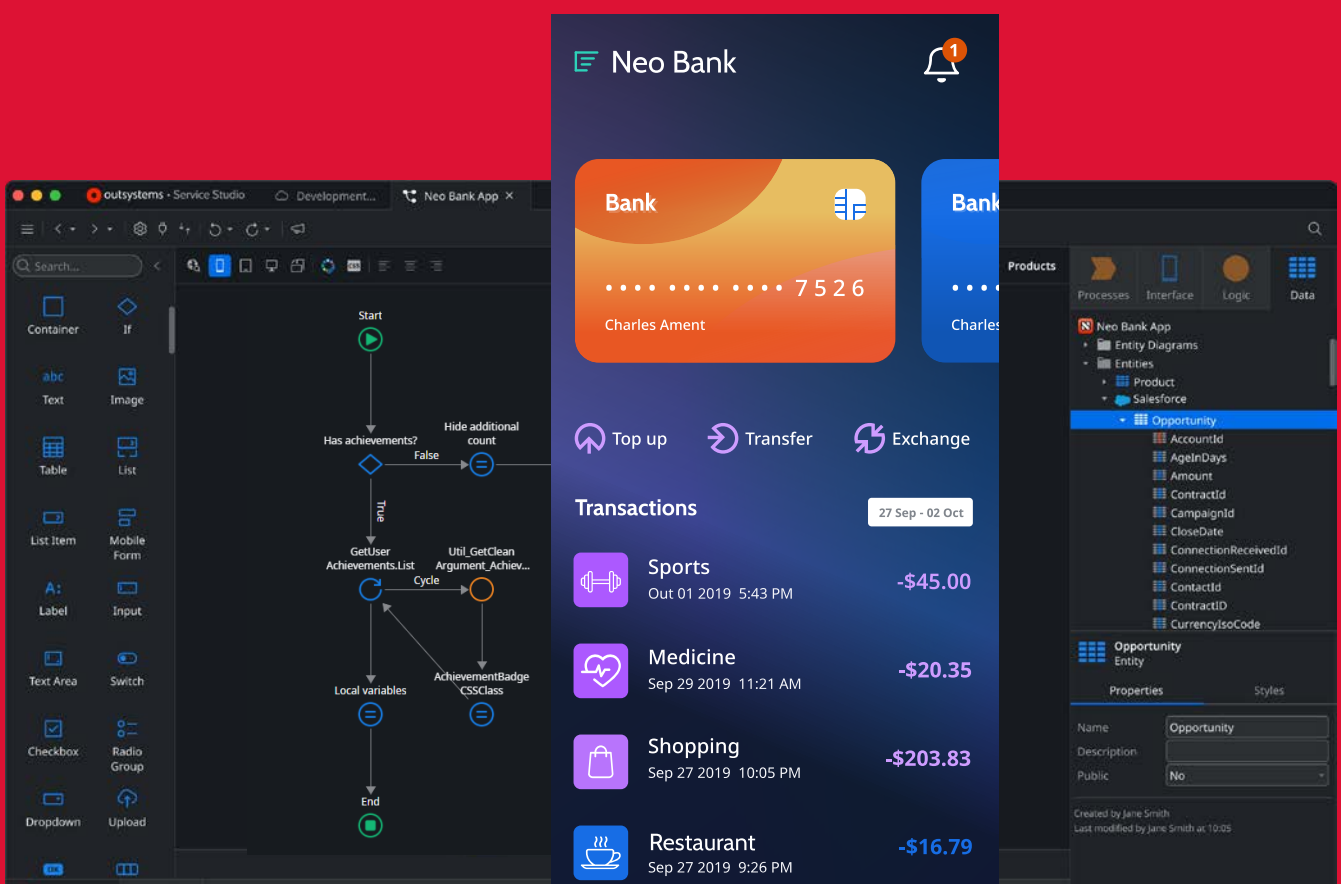 Neo Bank
1
Bank
•••• •••• •••• 7526
Charles Ament
Bank
••••
Charles
Top up
Transfer
Exchange
Transactions
27 Sep - 02 Oct
Sports
Out 01 2019 5:43 PM
-$45.00
Medicine
Sep 29 2019 11:21 AM
-$20.35
Shopping
Sep 27 2019 10:05 PM
-$203.83
Restaurant
Sep 27 2019 9:26 PM
-$16.79
outsystems - Service Studio
Development...
Neo Bank App
Search...
CSS
Container
If
abc
Text
Image
Table
List
List Item
Mobile
Form
A:
Label
Input
Text Area
Switch
Checkbox
Radio
Group
Dropdown
Upload
OK
Start
Has achievements?
False
Hide additional
count
True
GetUser
Achievements.List
Cycle
Util_GetClean
Argument_Achiev...
Local variables
AchievementBadge
CSSClass
End
Products
Processes
Interface
Logic
Data
Neo Bank App
Entity Diagrams
Entities
Product
Salesforce
Opportunity
AccountId
AgeInDays
Amount
ContractId
CampaignId
CloseDate
ConnectionReceivedId
ConnectionSentId
ContactId
ContractID
CurrencyIsoCode
Opportunity
Entity
Properties
Styles
Name
Opportunity
Description
Public
No
Created by Jane Smith
Last modified by Jane Smith at 10:05